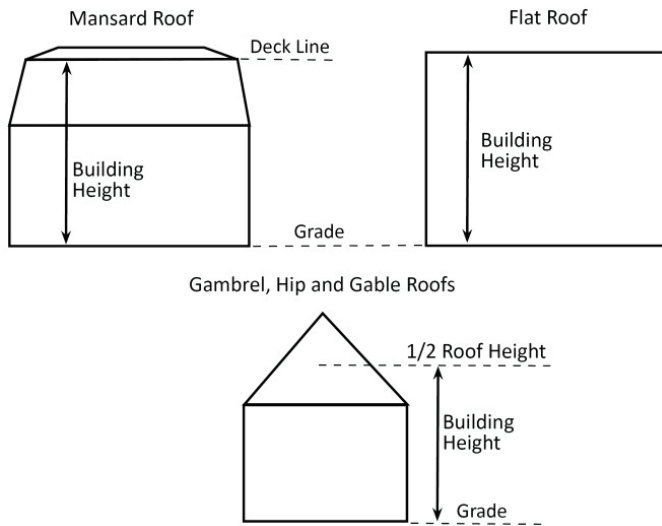 Mansard Roof
Flat Roof
Deck Line
Building
Height
Building
Height
Grade
Gambrel, Hip and Gable Roofs
1/2 Roof Height
Building
Height
Grade